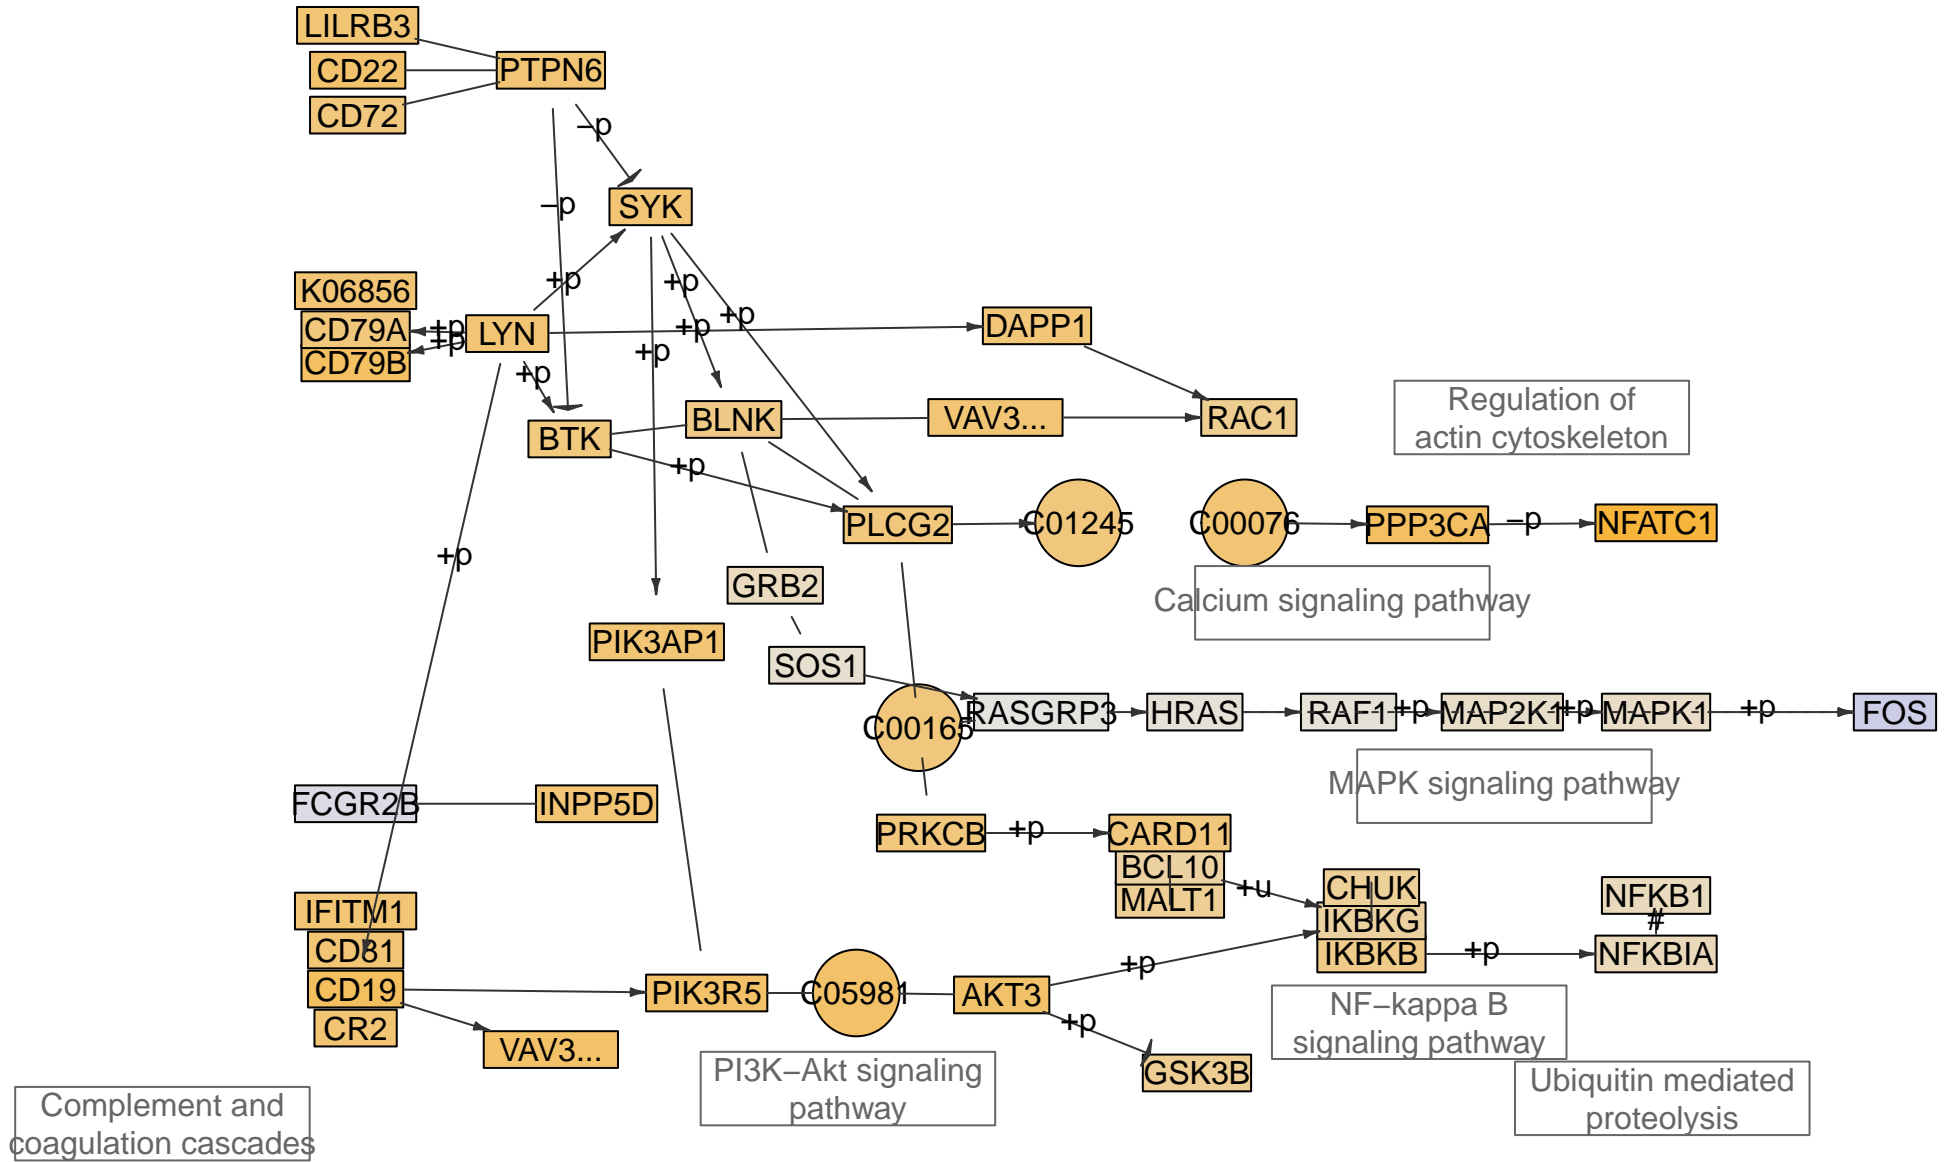 LILRB3
CD22
PTPN6
CD72
–p
SYK
–p
K06856
+p
+p
CD79A
+p
LYN
+p
+p
DAPP1
+p
CD79B
+p
+p
Regulation of
actin cytoskeleton
BTK
BLNK
VAV3...
RAC1
+p
PLCG2
C01245
C00076
PPP3CA
–p
NFATC1
+p
GRB2
Calcium signaling pathway
PIK3AP1
SOS1
C00165
RASGRP3
HRAS
RAF1
+p
MAP2K1
+p
MAPK1
+p
FOS
MAPK signaling pathway
FCGR2B
INPP5D
PRKCB
+p
CARD11
BCL10
MALT1
+u
CHUK
IKBKG
IKBKB
NFKB1
#
+p
NFKBIA
IFITM1
CD81
CD19
CR2
VAV3...
PIK3R5
C05981
AKT3
+p
+p
GSK3B
NF–kappa B
signaling pathway
PI3K–Akt signaling
pathway
Ubiquitin mediated
proteolysis
Complement and
coagulation cascades